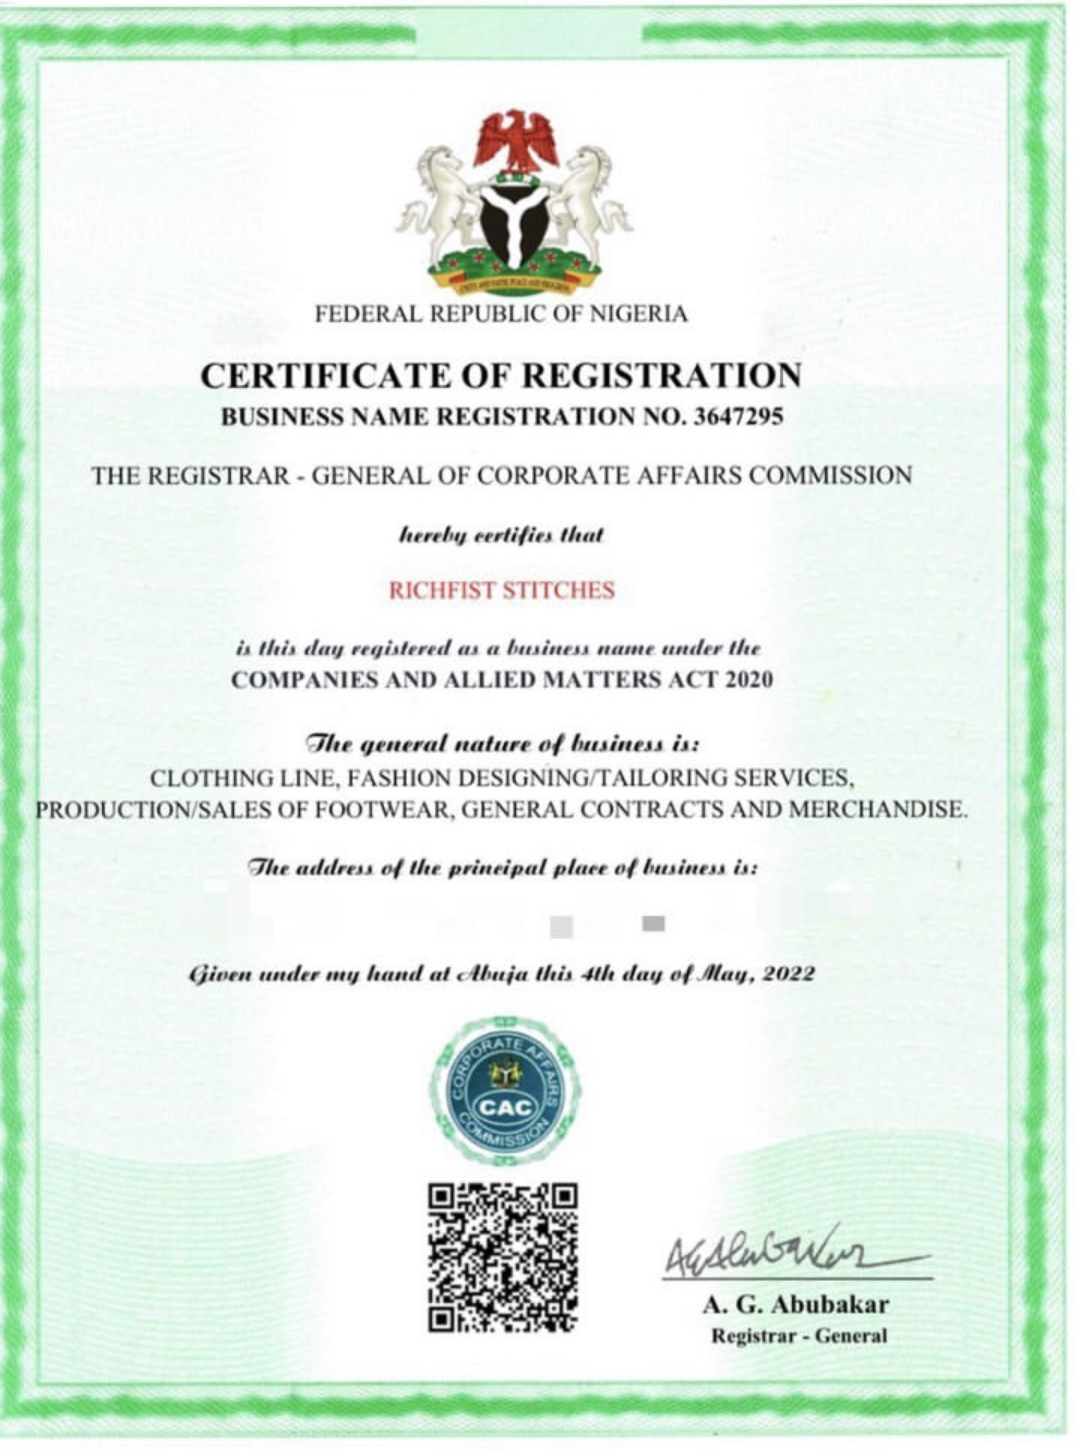 FEDERAL REPUBLIC OF NIGERIA
CERTIFICATE OF REGISTRATION
BUSINESS NAME REGISTRATION NO. 3647295
THE REGISTRAR - GENERAL OF CORPORATE AFFAIRS COMMISSION
hereby certifies that
RICHFIST STITCHES
is this day registered as a business name under the
COMPANIES AND ALLIED MATTERS ACT 2020
The general nature of business is:
CLOTHING LINE, FASHION DESIGNING/TAILORING SERVICES,
PRODUCTION/SALES OF FOOTWEAR, GENERAL CONTRACTS AND MERCHANDISE.
The address of the principal place of business is:
Given under my hand at Abuja this 4th day of May, 2022
CORPORATE AFFAIRS
CAC
COMMISSION
A. G. Abubakar
Registrar - General